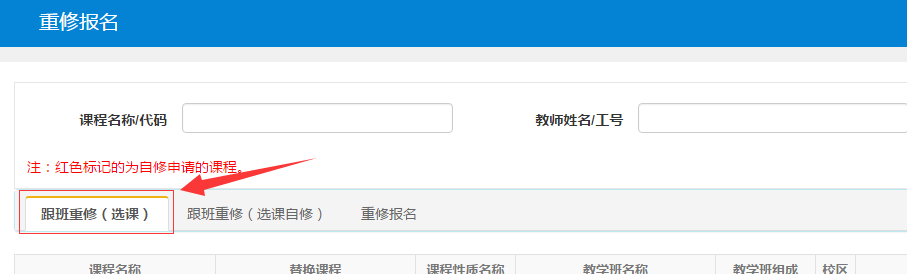 重修报名
课程名称/代码 教师姓名/工号
注：红色标记的为自修申请的课程。
跟班重修（选课） 跟班重修（选课自修） 重修报名
课程名称 替换课程 课程性质名称 教学班名称 教学班组成 校区